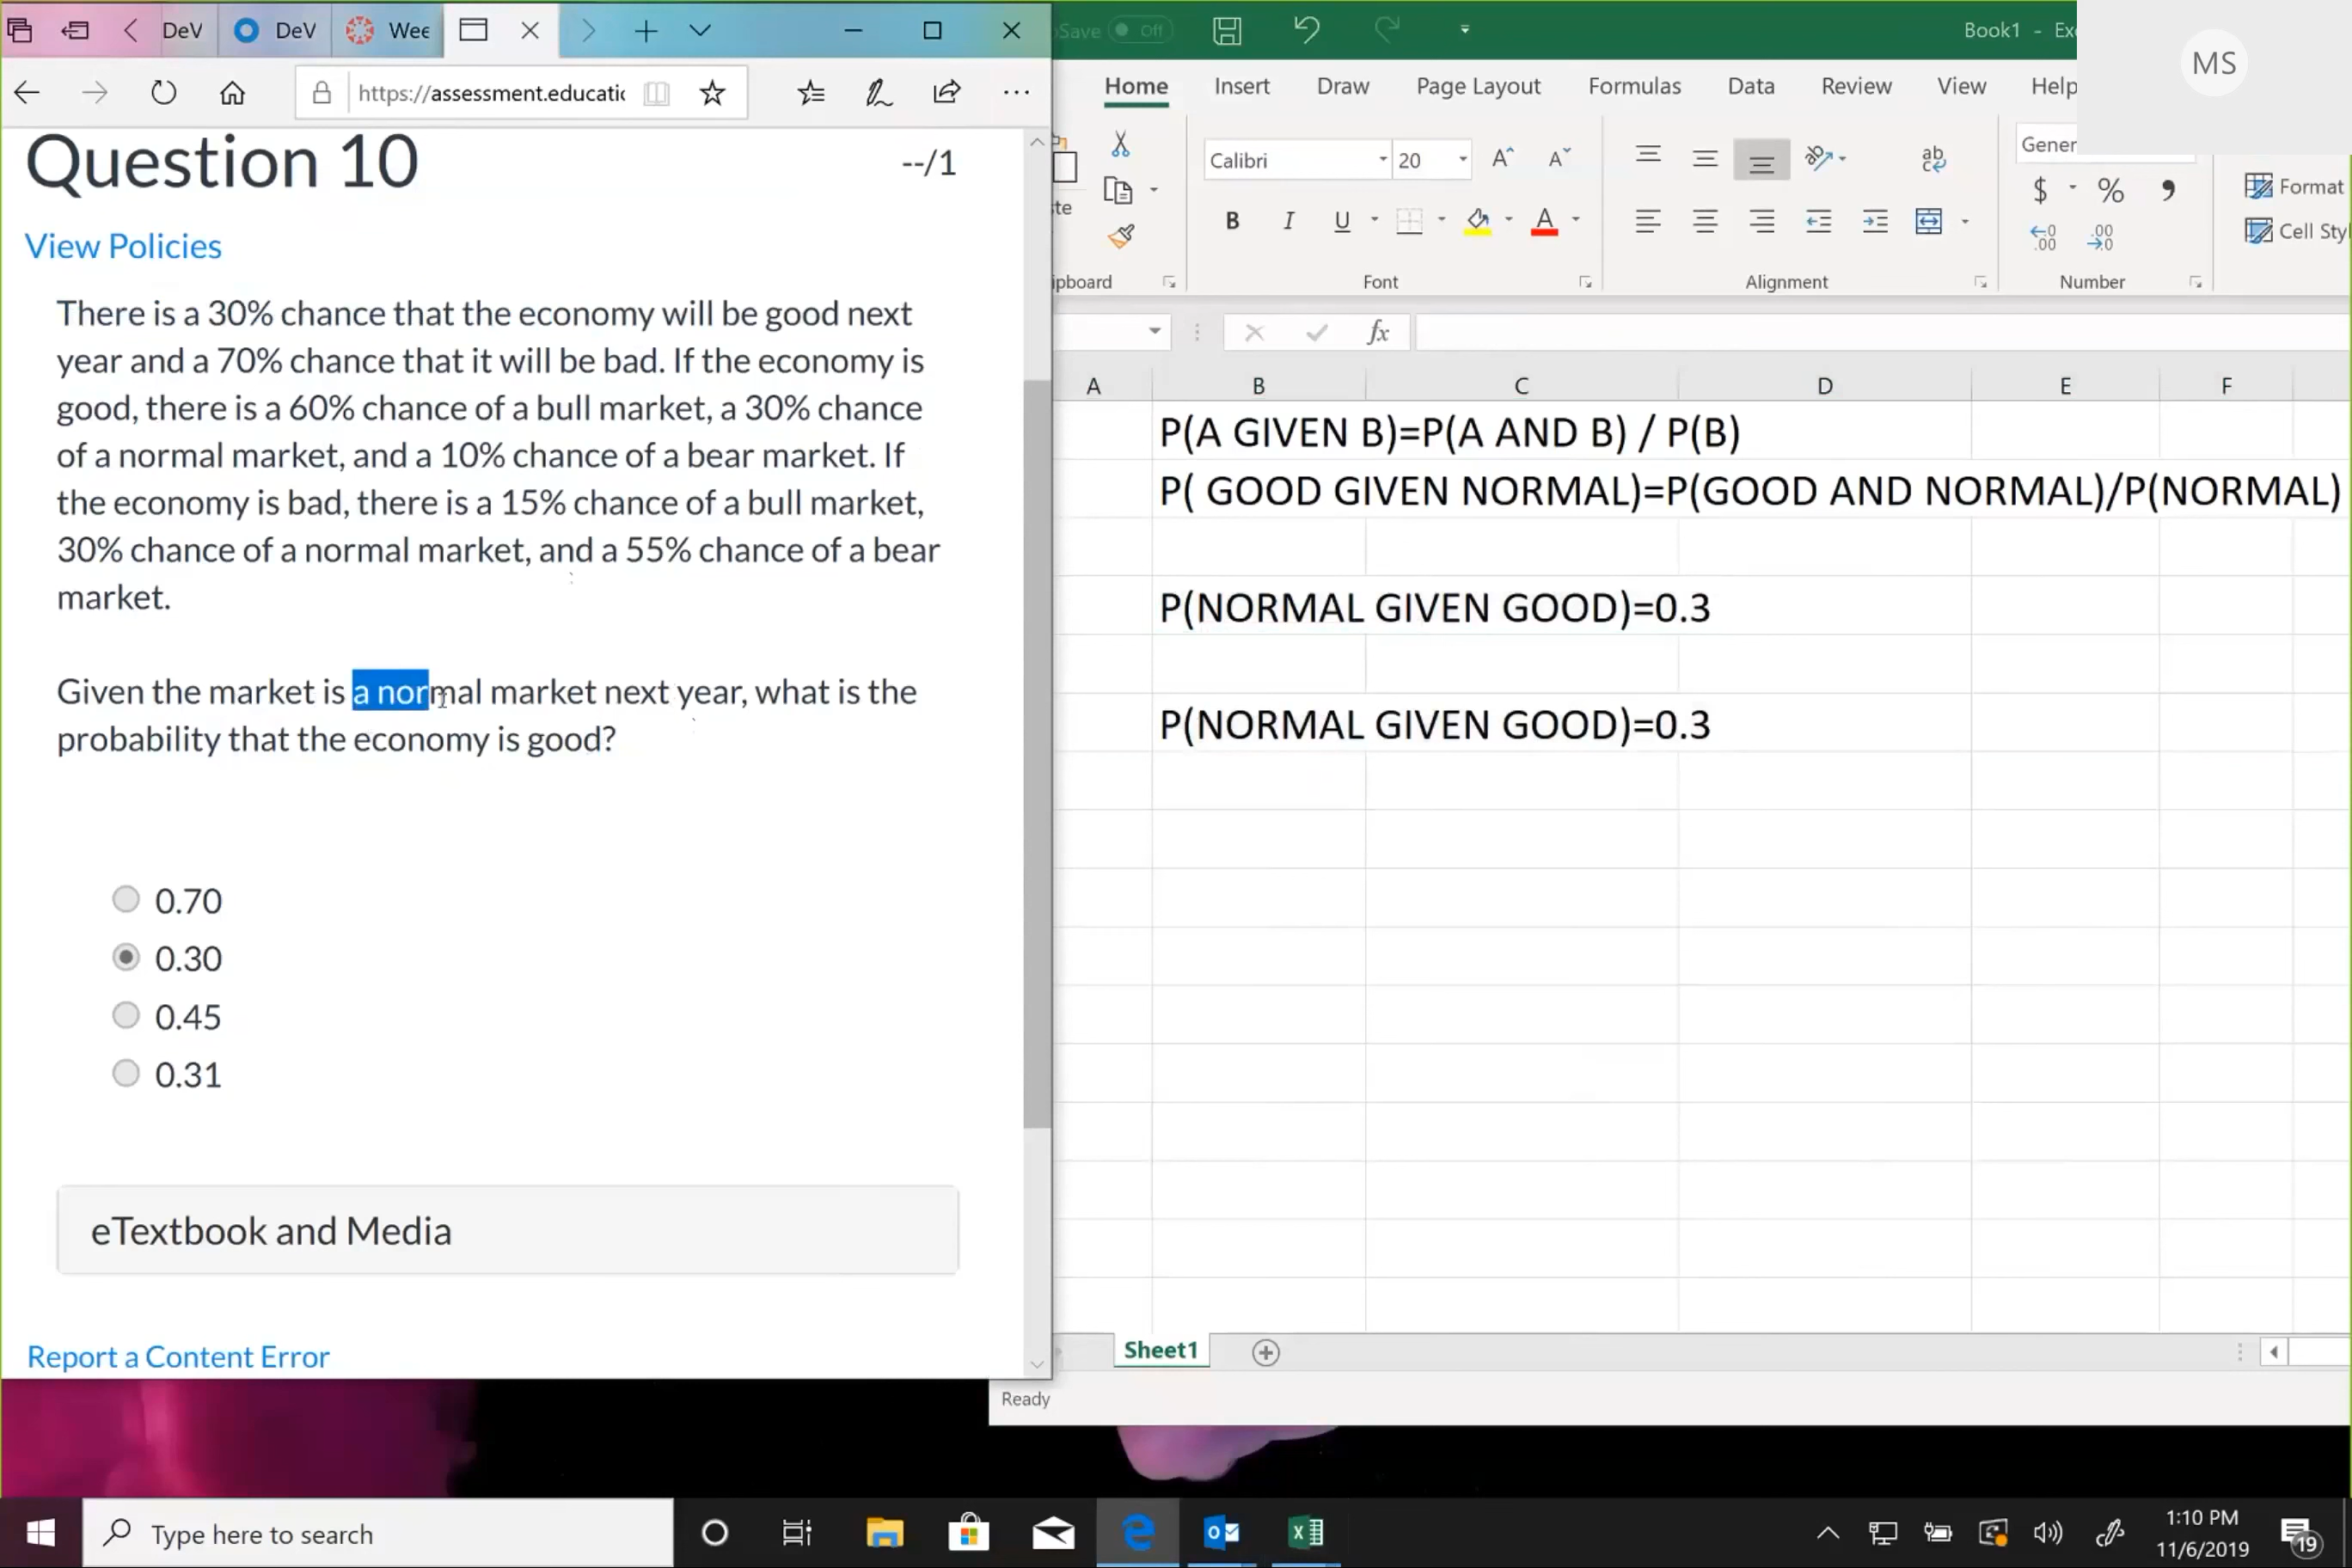 DeV
DeV
Wee
https://assessment.educatic
Question 10
--/1
View Policies
There is a 30% chance that the economy will be good next
year and a 70% chance that it will be bad. If the economy is
good, there is a 60% chance of a bull market, a 30% chance
of a normal market, and a 10% chance of a bear market. If
the economy is bad, there is a 15% chance of a bull market,
30% chance of a normal market, and a 55% chance of a bear
market.
Given the market is a normal market next year, what is the
probability that the economy is good?
0.70
0.30
0.45
0.31
eTextbook and Media
Report a Content Error
Save Off
Book1 - Exc
MS
Home Insert Draw Page Layout Formulas Data Review View Help
Calibri 20
Gener
Format
Cell Styl
B I U A
$ % 9
te
ipboard
Font
Alignment
Number
fx
A B C D E F
P(A GIVEN B)=P(A AND B) / P(B)
P( GOOD GIVEN NORMAL)=P(GOOD AND NORMAL)/P(NORMAL)
P(NORMAL GIVEN GOOD)=0.3
P(NORMAL GIVEN GOOD)=0.3
Sheet1
Ready
Type here to search
1:10 PM
11/6/2019
19